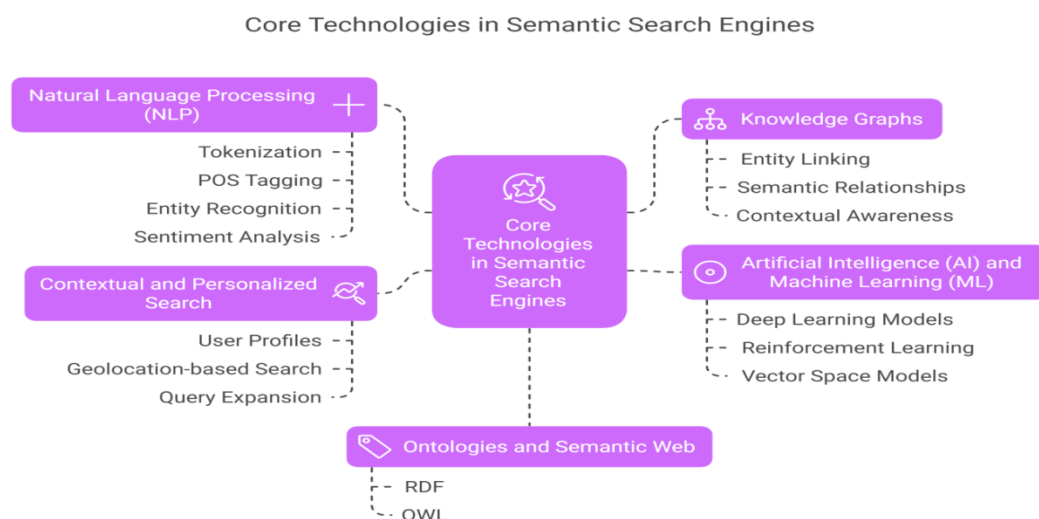 Core Technologies in Semantic Search Engines
Natural Language Processing
(NLP)
Tokenization
POS Tagging
Entity Recognition
Sentiment Analysis
Contextual and Personalized
Search
User Profiles
Geolocation-based Search
Query Expansion
Core
Technologies
in Semantic
Search
Engines
Knowledge Graphs
Entity Linking
Semantic Relationships
Contextual Awareness
Artificial Intelligence (AI) and
Machine Learning (ML)
Deep Learning Models
Reinforcement Learning
Vector Space Models
Ontologies and Semantic Web
RDF
OWL